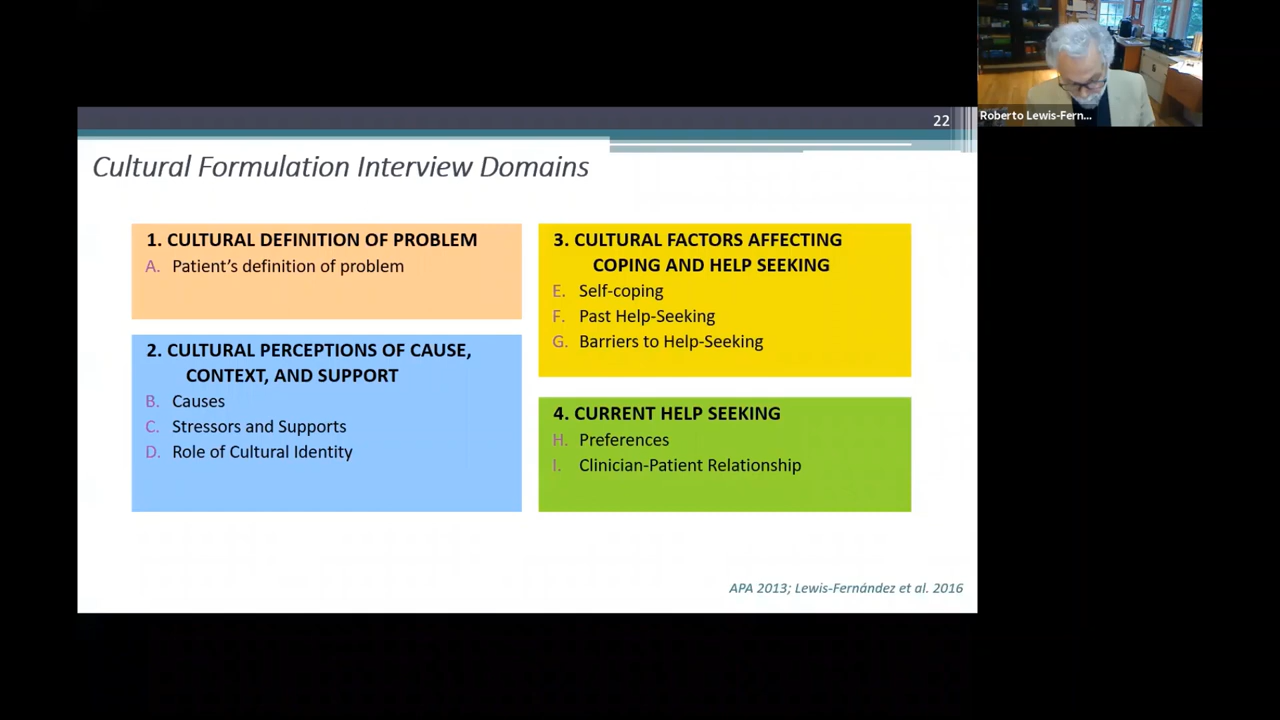 22
Roberto Lewis-Fern...
Cultural Formulation Interview Domains
1. CULTURAL DEFINITION OF PROBLEM
A. Patient’s definition of problem
2. CULTURAL PERCEPTIONS OF CAUSE,
CONTEXT, AND SUPPORT
B. Causes
C. Stressors and Supports
D. Role of Cultural Identity
3. CULTURAL FACTORS AFFECTING
COPING AND HELP SEEKING
E. Self-coping
F. Past Help-Seeking
G. Barriers to Help-Seeking
4. CURRENT HELP SEEKING
H. Preferences
I. Clinician-Patient Relationship
APA 2013; Lewis-Fernández et al. 2016